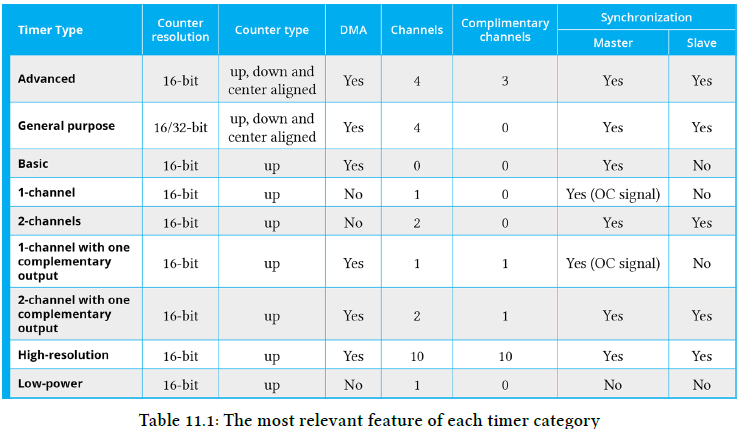 Timer Type Counter resolution Counter type DMA Channels Complimentary channels Synchronization
Master Slave
Advanced 16-bit up, down and center aligned Yes 4 3 Yes Yes
General purpose 16/32-bit up, down and center aligned Yes 4 0 Yes Yes
Basic 16-bit up Yes 0 0 Yes No
1-channel 16-bit up No 1 0 Yes (OC signal) No
2-channels 16-bit up No 2 0 Yes Yes
1-channel with one complementary output 16-bit up Yes 1 1 Yes (OC signal) No
2-channel with one complementary output 16-bit up Yes 2 1 Yes Yes
High-resolution 16-bit up Yes 10 10 Yes Yes
Low-power 16-bit up No 1 0 No No
Table 11.1: The most relevant feature of each timer category